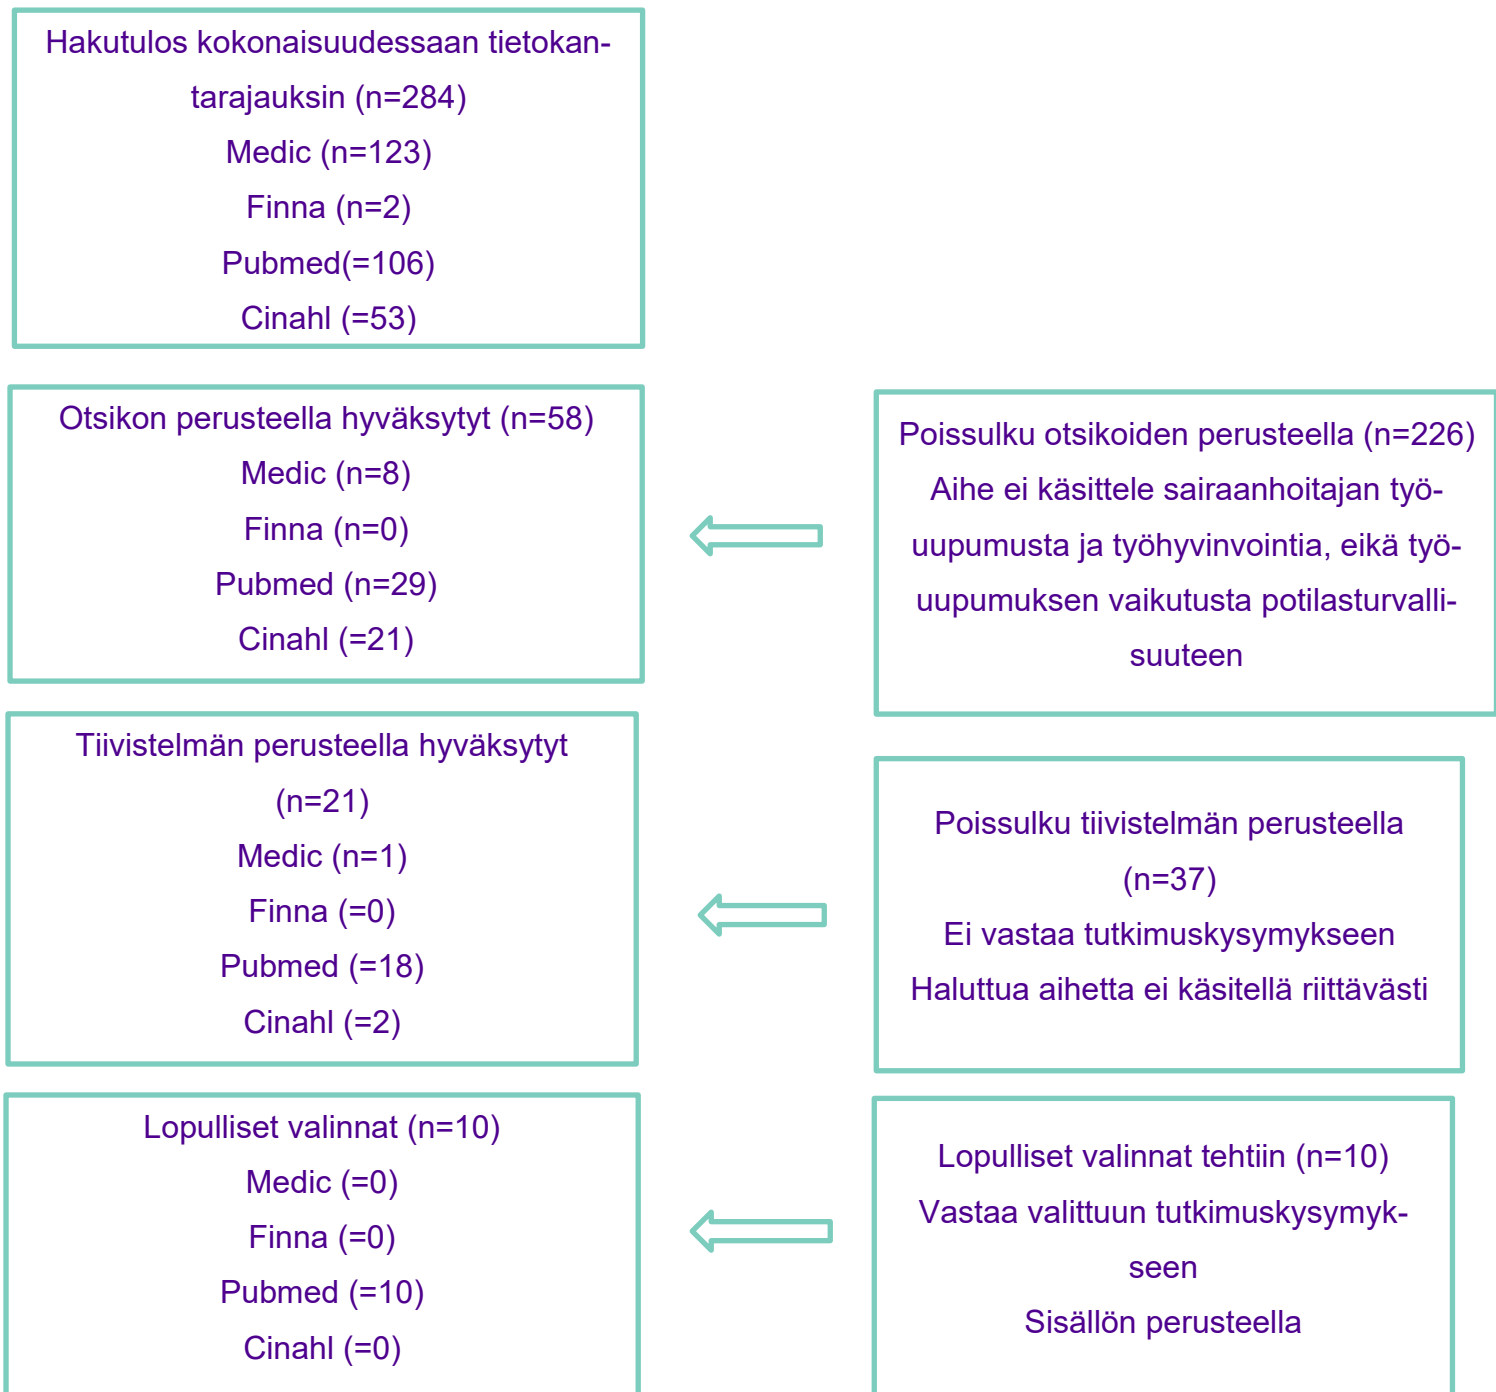 Hakutulos kokonaisuudessaan tietokan-
tarajauksin (n=284)
Medic (n=123)
Finna (n=2)
Pubmed(=106)
Cinahl (=53)
Otsikon perusteella hyväksytyt (n=58)
Medic (n=8)
Finna (n=0)
Pubmed (n=29)
Cinahl (=21)
Poissulku otsikoiden perusteella (n=226)
Aihe ei käsittele sairaanhoitajan työ-
uupumusta ja työhyvinvointia, eikä työ-
uupumuksen vaikutusta potilasturvalli-
suuteen
Tiivistelmän perusteella hyväksytyt
(n=21)
Medic (n=1)
Finna (=0)
Pubmed (=18)
Cinahl (=2)
Poissulku tiivistelmän perusteella
(n=37)
Ei vastaa tutkimuskysymykseen
Haluttua aihetta ei käsitellä riittävästi
Lopulliset valinnat (n=10)
Medic (=0)
Finna (=0)
Pubmed (=10)
Cinahl (=0)
Lopulliset valinnat tehtiin (n=10)
Vastaa valittuun tutkimuskysymyk-
seen
Sisällön perusteella